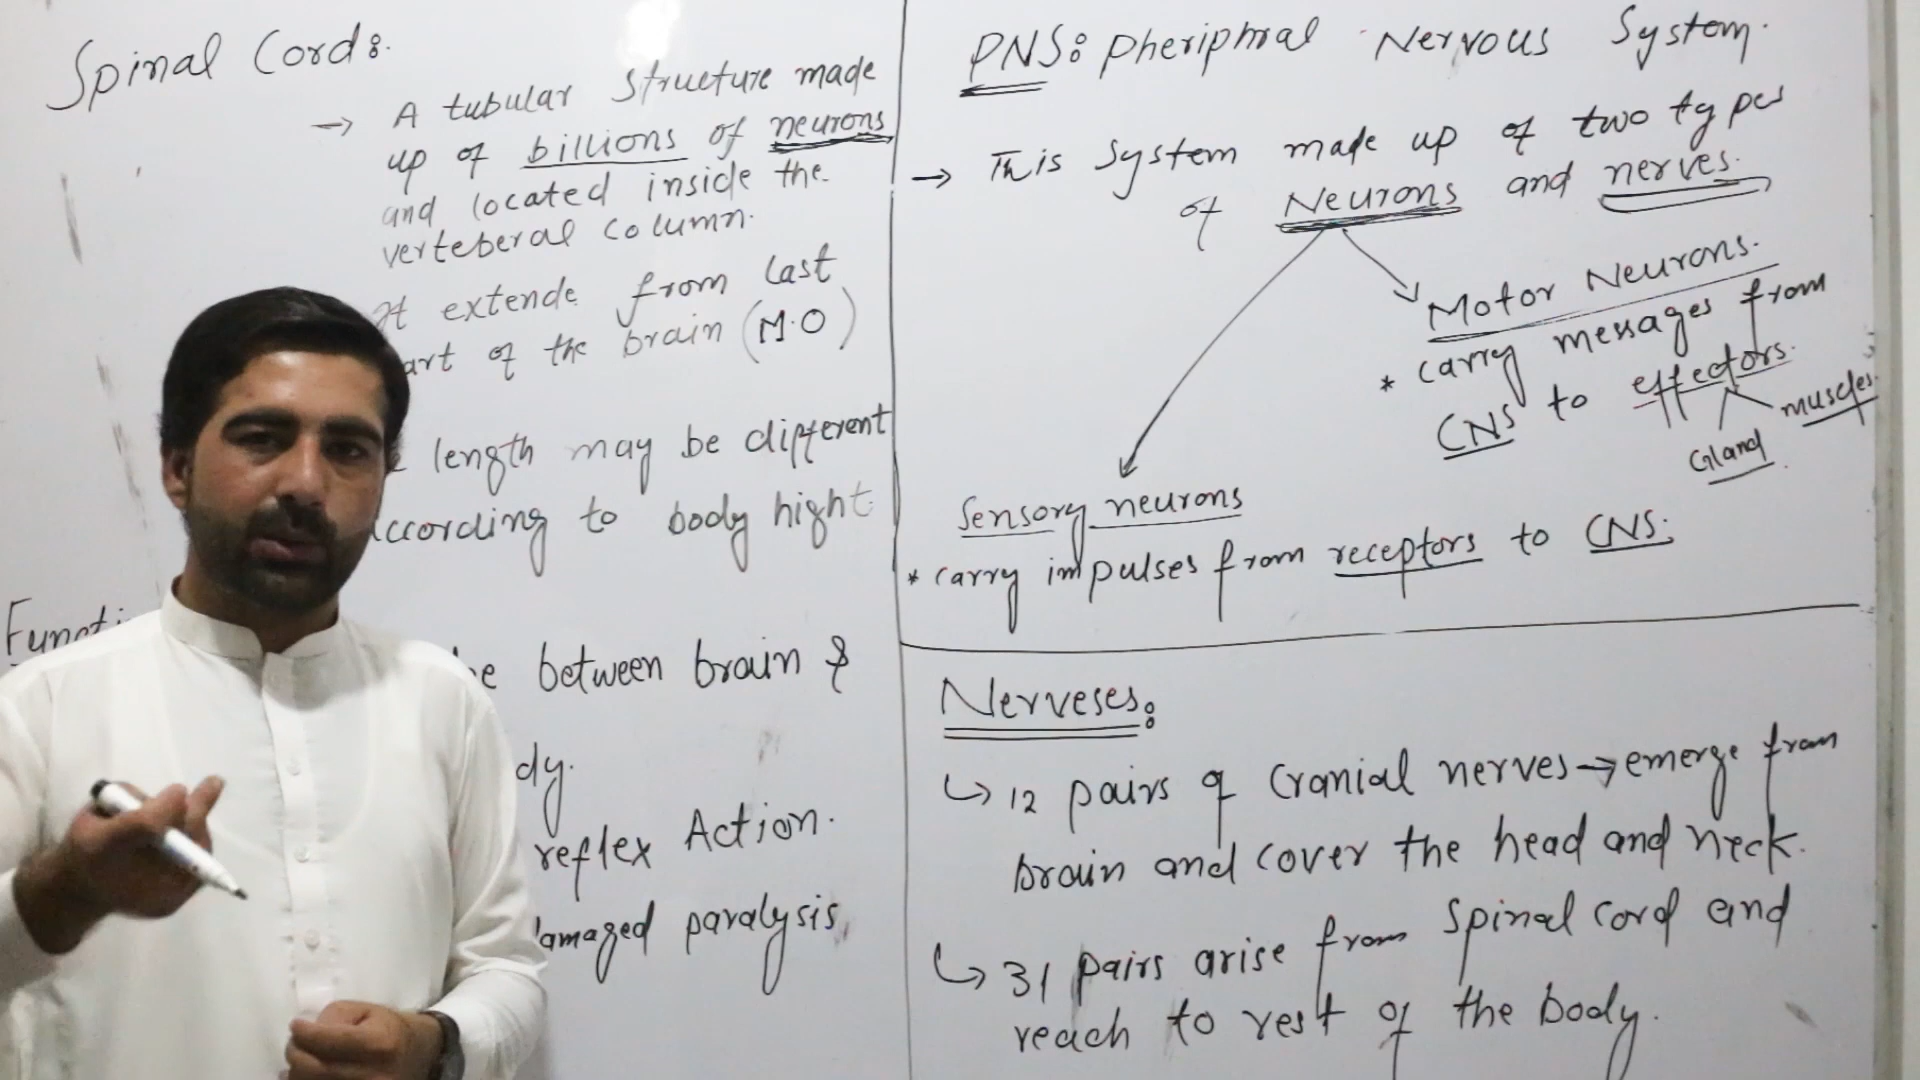 Spinal Cord:
→ A tubular structure made
up of billions of neurons
and located inside the
verteberal column.
It extende from last
art of the brain (M.O)
length may be different
ccording to body hight
Functi
be between brain &
dy.
reflex Action.
amaged paralysis
PNS: Pheriphral Nervous System.
→ This system made up of two types
of Neurons and nerves.
Motor Neurons.
* carry messages from
CNS to effectors.
muscles
Gland
Sensory neurons
* carry impulses from receptors to CNS.
Nerveses:
↳ 12 pairs of Cranial nerves → emerge from
brain and cover the head and neck.
↳ 31 pairs arise from spinal cord and
reach to rest of the body.